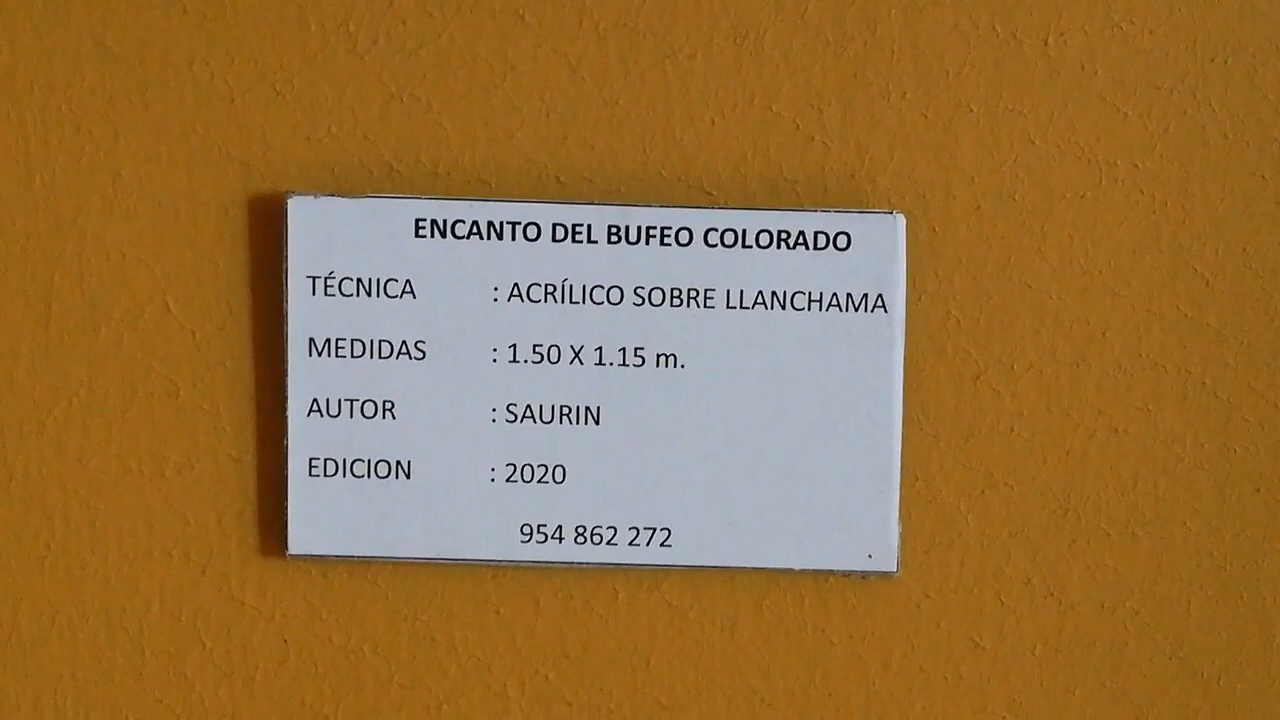 ENCANTO DEL BUFEO COLORADO
TÉCNICA : ACRÍLICO SOBRE LLANCHAMA
MEDIDAS : 1.50 X 1.15 m.
AUTOR : SAURIN
EDICION : 2020
954 862 272